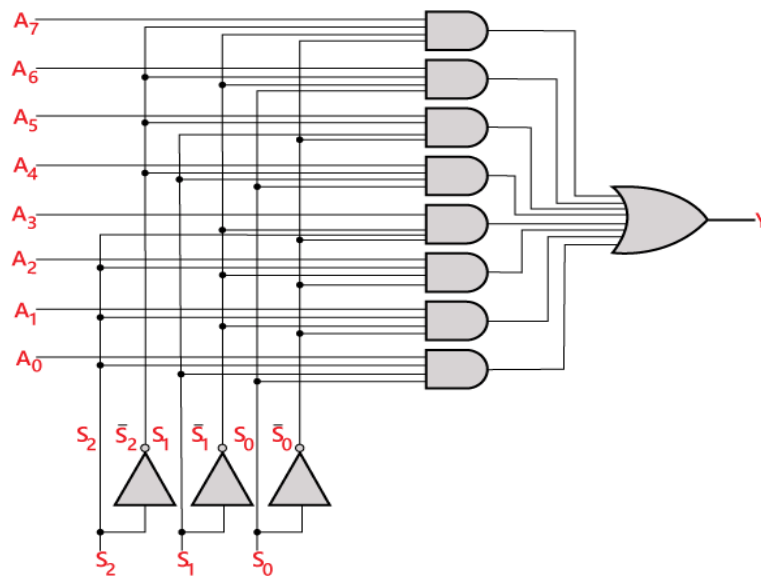 A₇
A₆
A₅
A₄
A₃
A₂
A₁
A₀
Y
S₂ S̄₂ S₁ S̄₁ S₀ S̄₀
S₂ S₁ S₀